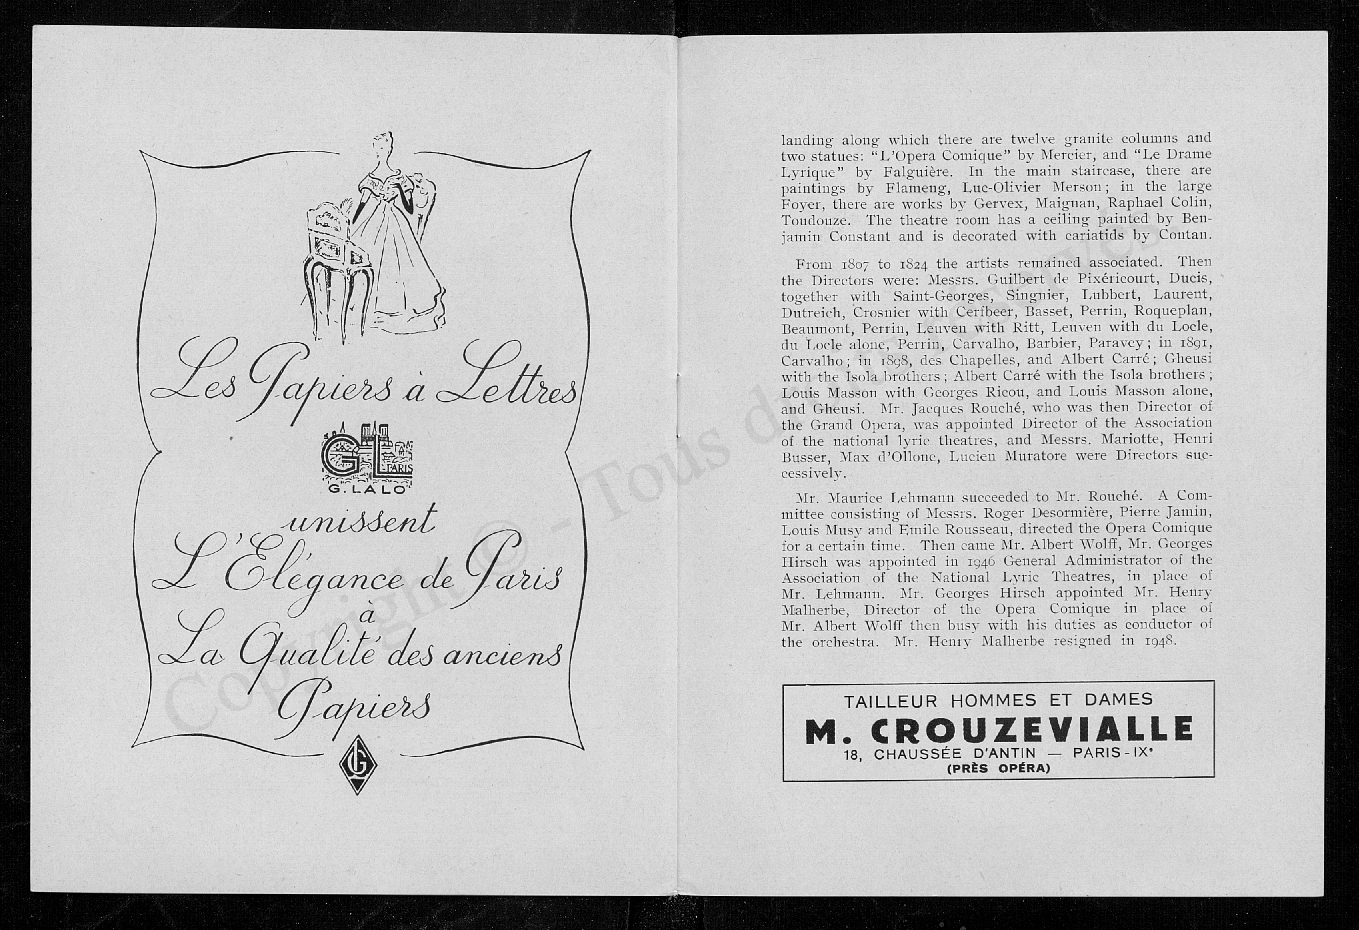 Les Papiers à Lettres
GL
PARIS
G. LALO
unissent
L'Elégance de Paris
à
La Qualité des anciens
Papiers
GL
landing along which there are twelve granite columns and
two statues: “L'Opera Comique” by Mercier, and “Le Drame
Lyrique” by Falguière. In the main staircase, there are
paintings by Flameng, Luc-Olivier Merson; in the large
Foyer, there are works by Gervex, Maignan, Raphael Colin,
Toudouze. The theatre room has a ceiling painted by Ben-
jamin Constant and is decorated with cariatids by Coutan.
From 1807 to 1824 the artists remained associated. Then
the Directors were: Messrs. Guilbert de Pixéricourt, Ducis,
together with Saint-Georges, Singnier, Lubbert, Laurent,
Dutreich, Crosnier with Cerfbeer, Basset, Perrin, Roqueplan,
Beaumont, Perrin, Leuven with Ritt, Leuven with du Locle,
du Locle alone, Perrin, Carvalho, Barbier, Paravey; in 1891,
Carvalho; in 1898, des Chapelles, and Albert Carré; Gheusi
with the Isola brothers; Albert Carré with the Isola brothers;
Louis Masson with Georges Ricou, and Louis Masson alone,
and Gheusi. Mr. Jacques Rouché, who was then Director of
the Grand Opera, was appointed Director of the Association
of the national lyric theatres, and Messrs. Mariotte, Henri
Busser, Max d'Ollone, Lucien Muratore were Directors suc-
cessively.
Mr. Maurice Lehmann succeeded to Mr. Rouché. A Com-
mittee consisting of Messrs. Roger Desormière, Pierre Jamin,
Louis Musy and Emile Rousseau, directed the Opera Comique
for a certain time. Then came Mr. Albert Wolff, Mr. Georges
Hirsch was appointed in 1946 General Administrator of the
Association of the National Lyric Theatres, in place of
Mr. Lehmann. Mr. Georges Hirsch appointed Mr. Henry
Malherbe, Director of the Opera Comique in place of
Mr. Albert Wolff then busy with his duties as conductor of
the orchestra. Mr. Henry Malherbe resigned in 1948.
TAILLEUR HOMMES ET DAMES
M. CROUZEVIALLE
18, CHAUSSÉE D'ANTIN — PARIS-IXe
(PRÈS OPÉRA)
Copyright © - Tous d